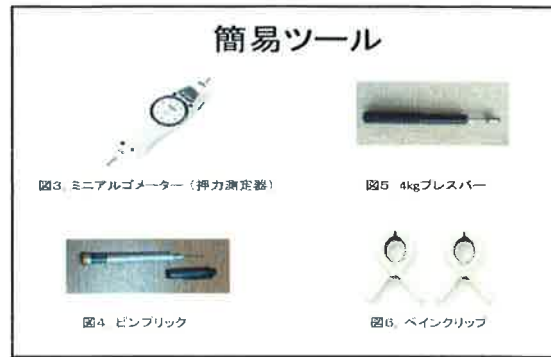 簡易ツール
図3. ミニアルゴメーター（押力測定器）
図5 4kgプレスバー
図4 ピンプリック
図6. ペインクリップ